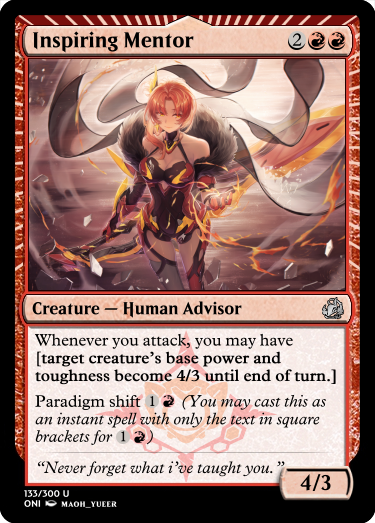 Inspiring Mentor 2
Creature — Human Advisor
Whenever you attack, you may have
[target creature's base power and
toughness become 4/3 until end of turn.]
Paradigm shift 1 (You may cast this as
an instant spell with only the text in square
brackets for 1 )
"Never forget what i've taught you."
4/3
133/300 U
ONI MAOH_YUEER